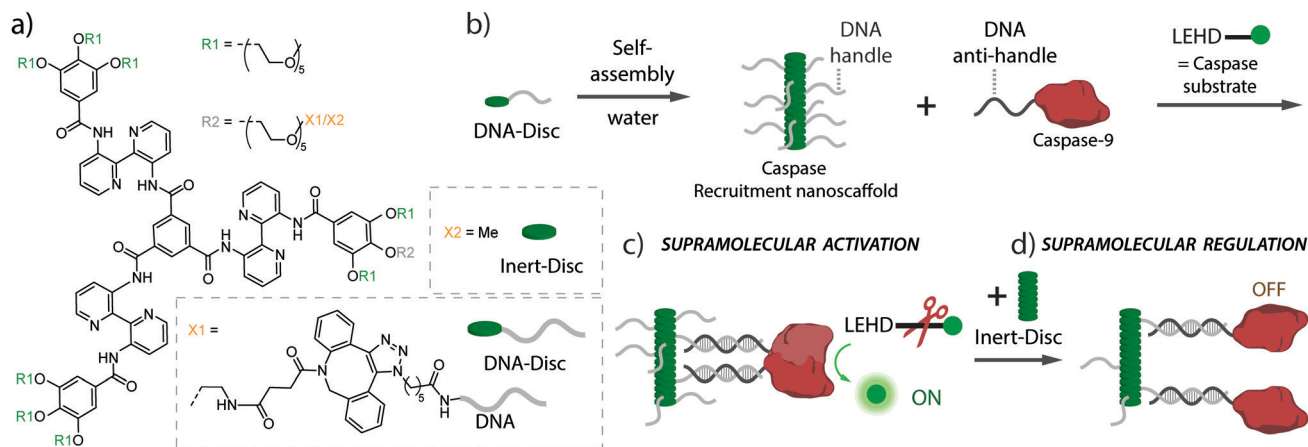 a)
R1O
OR1
OR1
R1 =
O
5
R2 =
O
X1/X2
5
O
NH
N
N
HN
O
O
O
N
HN
NH
N
O
OR1
OR2
OR1
O
HN
N
N
NH
O
R1O
R1O
R1O
X2 = Me
Inert-Disc
X1 =
DNA-Disc
NH
O
O
N
N
N
N
5
O
N
H
DNA
b)
DNA-Disc
Self-
assembly
water
DNA
handle
Caspase
Recruitment nanoscaffold
+
DNA
anti-handle
Caspase-9
LEHD
= Caspase
substrate
c) SUPRAMOLECULAR ACTIVATION
LEHD
ON
+
Inert-Disc
d) SUPRAMOLECULAR REGULATION
OFF